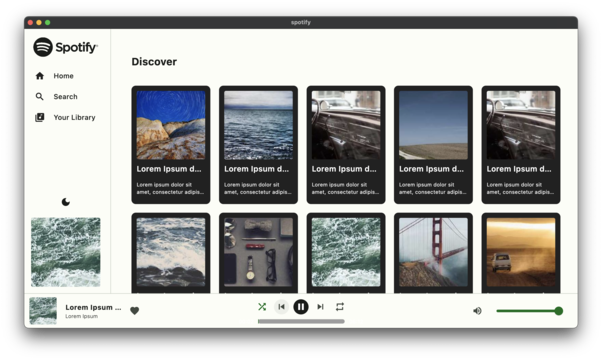 spotify
Spotify
Home
Search
Your Library
Discover
Lorem Ipsum d...
Lorem ipsum dolor sit
amet, consectetur adipis...
Lorem Ipsum d...
Lorem ipsum dolor sit
amet, consectetur adipis...
Lorem Ipsum d...
Lorem ipsum dolor sit
amet, consectetur adipis...
Lorem Ipsum d...
Lorem ipsum dolor sit
amet, consectetur adipis...
Lorem Ipsum d...
Lorem ipsum dolor sit
amet, consectetur adipis...
Lorem Ipsum ...
Lorem Ipsum